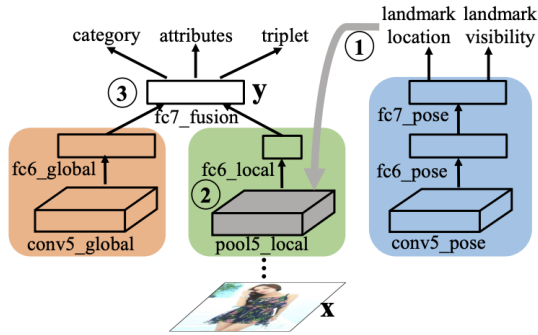 category
attributes
triplet
1
landmark
location
landmark
visibility
3
y
fc7_fusion
fc7_pose
fc6_global
fc6_local
fc6_pose
2
conv5_global
pool5_local
conv5_pose
x